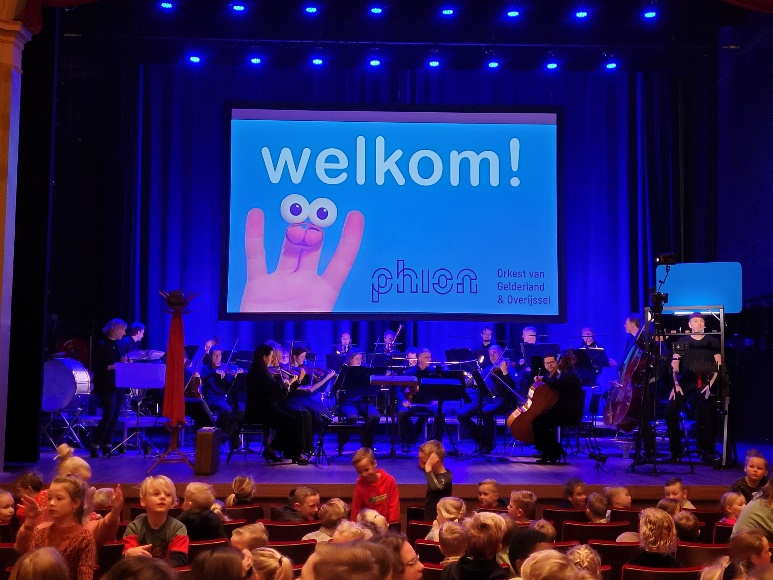 welkom!
phion
Orkest van
Gelderland
& Overijssel